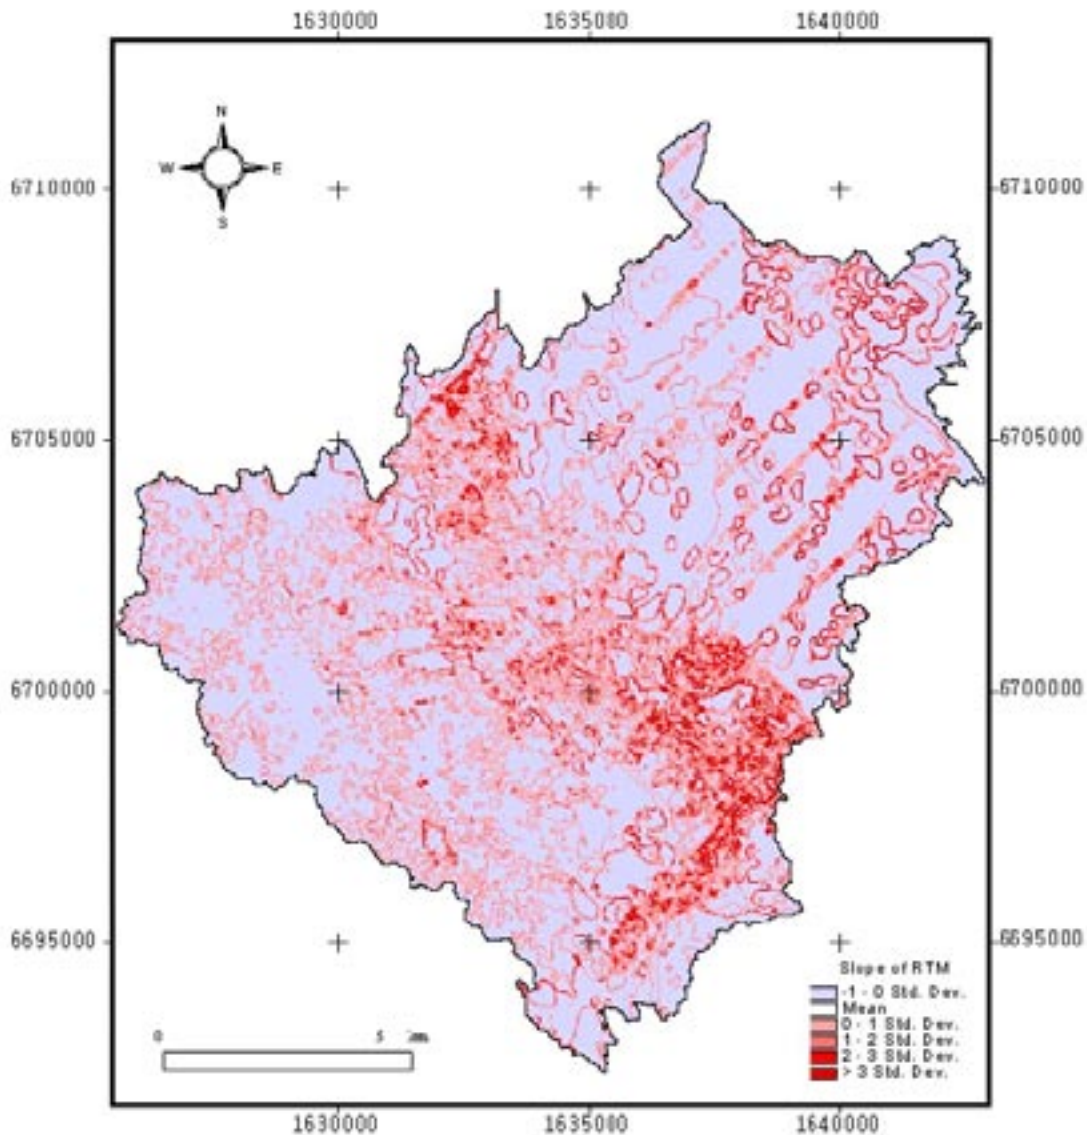 1630000 1635000 1640000
N
W E
S
6710000 6710000
6705000 6705000
6700000 6700000
6695000 6695000
Slope of RTM
-1 - 0 Std. Dev.
Mean
0 - 1 Std. Dev.
1 - 2 Std. Dev.
2 - 3 Std. Dev.
> 3 Std. Dev.
0 5
1630000 1635000 1640000